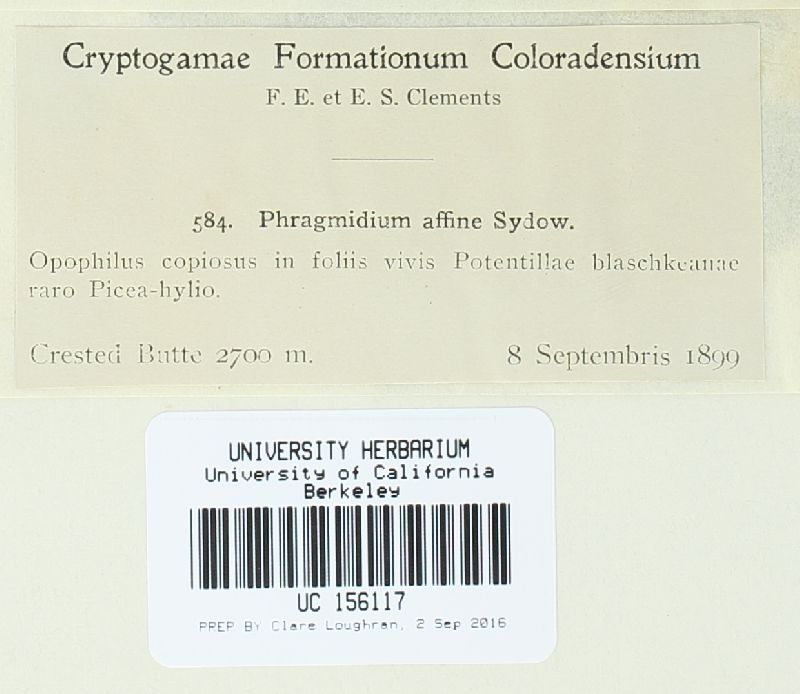 Cryptogamae Formationum Coloradensium
F. E. et E. S. Clements
584. Phragmidium affine Sydow.
Opophilus copiosus in foliis vivis Potentillae blaschkeanae
raro Picea-hylio.
Crested Butte 2700 m. 8 Septembris 1899
UNIVERSITY HERBARIUM
University of California
Berkeley
UC 156117
PREP BY Clare Loughran, 2 Sep 2016